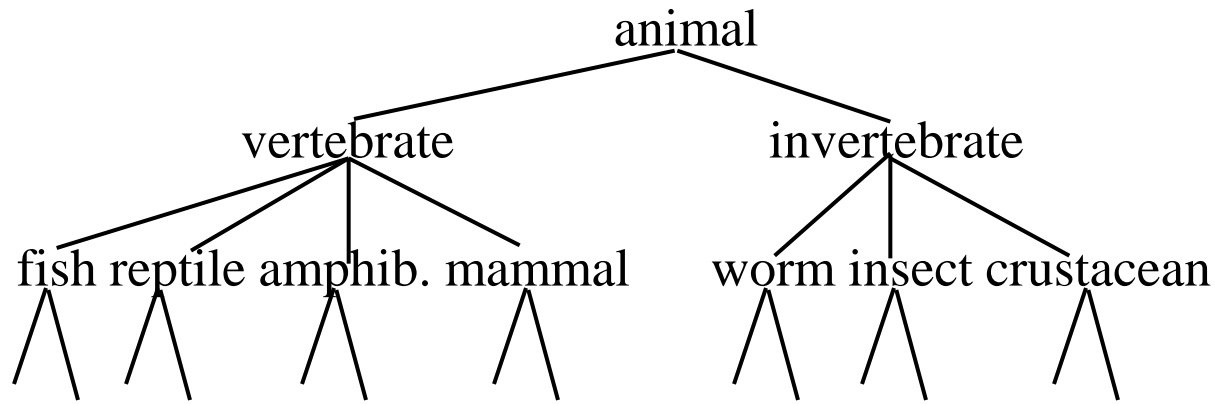 animal
vertebrate invertebrate
fish reptile amphib. mammal worm insect crustacean